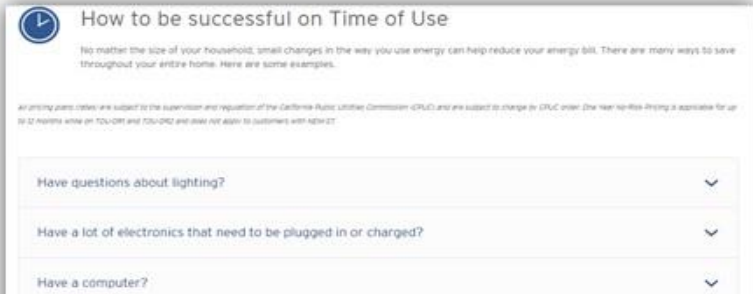 How to be successful on Time of Use
No matter the size of your household, small changes in the way you use energy can help reduce your energy bill. There are many ways to save
throughout your entire home. Here are some examples.
All pricing plans (rates) are subject to the supervision and regulation of the California Public Utilities Commission (CPUC) and are subject to change by CPUC order. One Year No-Risk Pricing is applicable for up
to 12 months while on TOU-DR1 and TOU-DR2 and does not apply to customers with NEM-ST.
Have questions about lighting?
Have a lot of electronics that need to be plugged in or charged?
Have a computer?